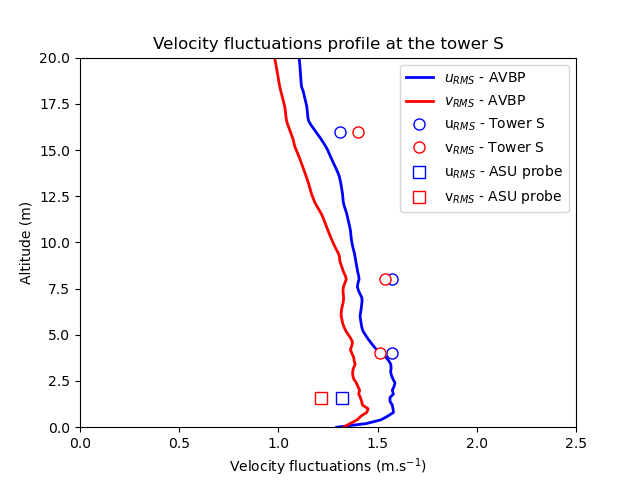 Velocity fluctuations profile at the tower S
20.0
17.5
15.0
12.5
10.0
7.5
5.0
2.5
0.0
Altitude (m)
u_RMS - AVBP
v_RMS - AVBP
u_RMS - Tower S
v_RMS - Tower S
u_RMS - ASU probe
v_RMS - ASU probe
0.0 0.5 1.0 1.5 2.0 2.5
Velocity fluctuations (m.s⁻¹)